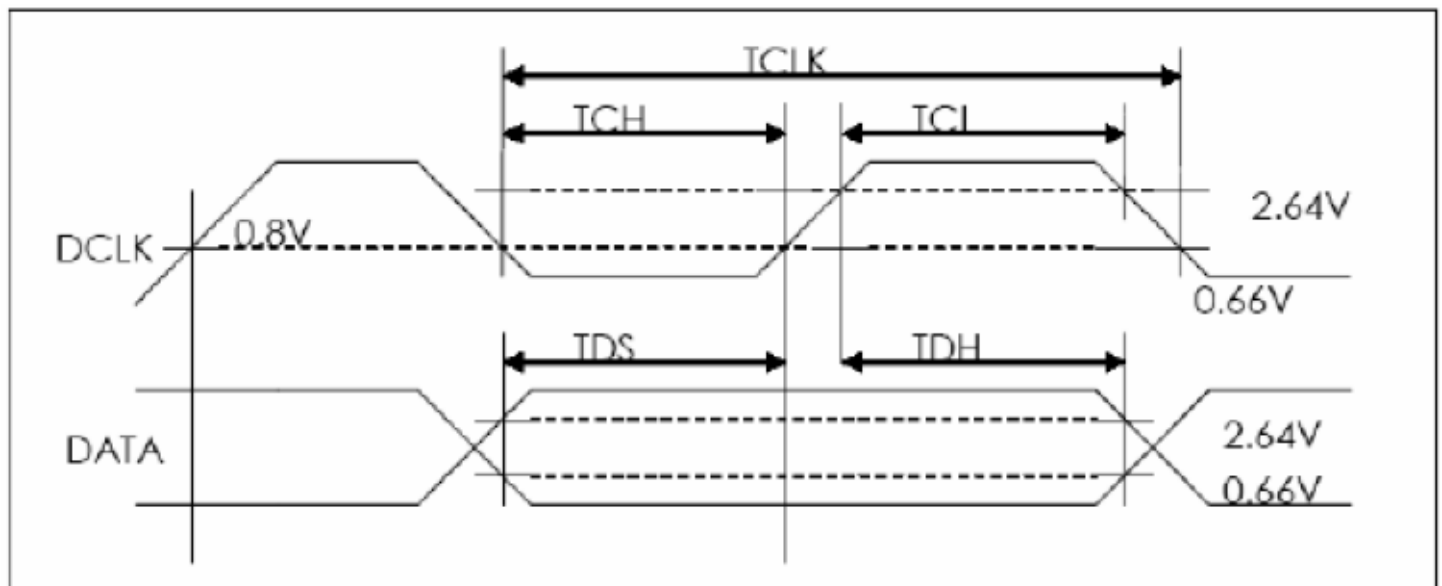 TCLK
TCH TCL
2.64V
0.8V
DCLK
0.66V
TDS TDH
2.64V
DATA
0.66V